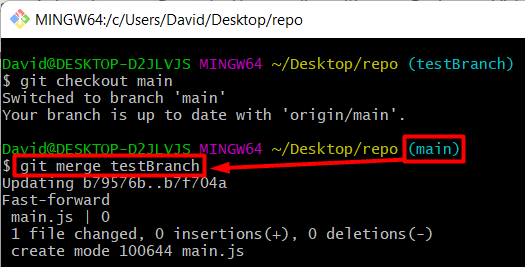 MINGW64:/c/Users/David/Desktop/repo
David@DESKTOP-D2JLVJS MINGW64 ~/Desktop/repo (testBranch)
$ git checkout main
Switched to branch 'main'
Your branch is up to date with 'origin/main'.
David@DESKTOP-D2JLVJS MINGW64 ~/Desktop/repo (main)
$ git merge testBranch
Updating b79576b..b7f704a
Fast-forward
main.js | 0
1 file changed, 0 insertions(+), 0 deletions(-)
create mode 100644 main.js